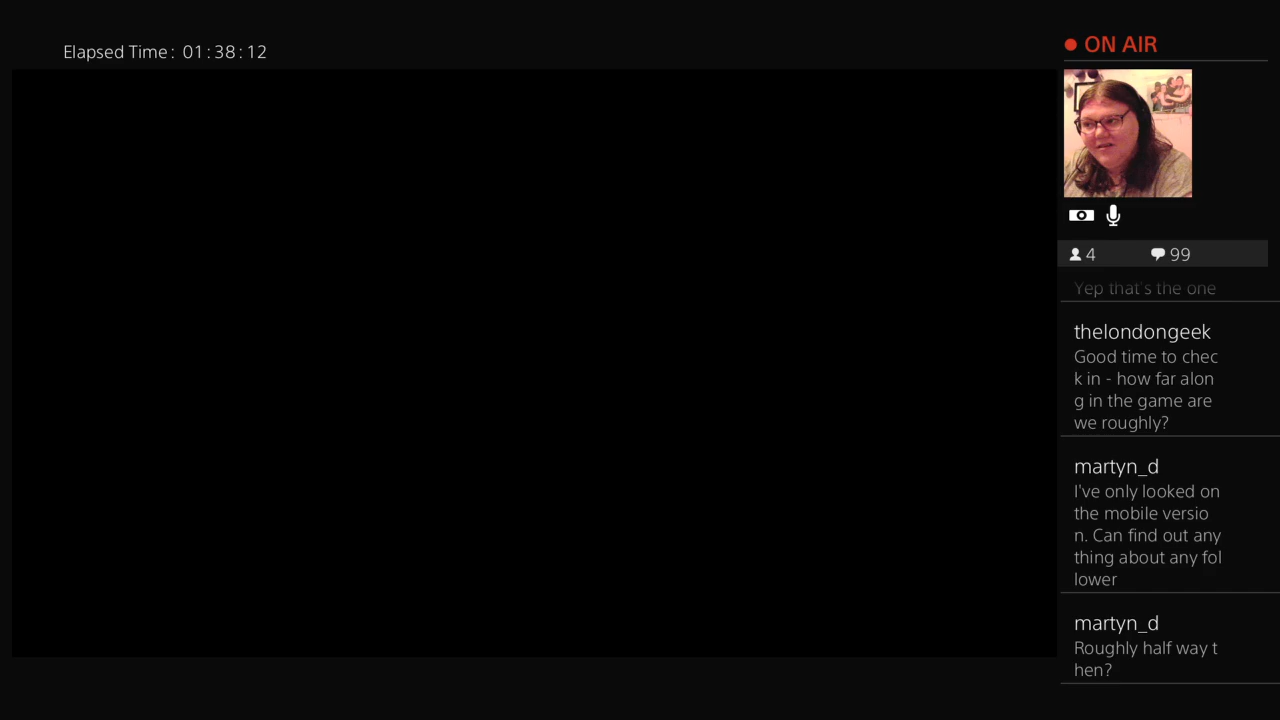 Elapsed Time: 01:38:12
ON AIR
4 99
Yep that's the one
thelondongeek
Good time to chec
k in - how far alon
g in the game are
we roughly?
martyn_d
I've only looked on
the mobile versio
n. Can find out any
thing about any fol
lower
martyn_d
Roughly half way t
hen?